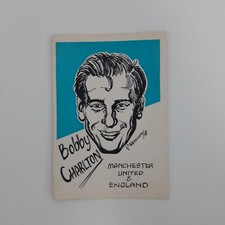 Bobby
CHARLTON
MANCHESTER
UNITED &
ENGLAND